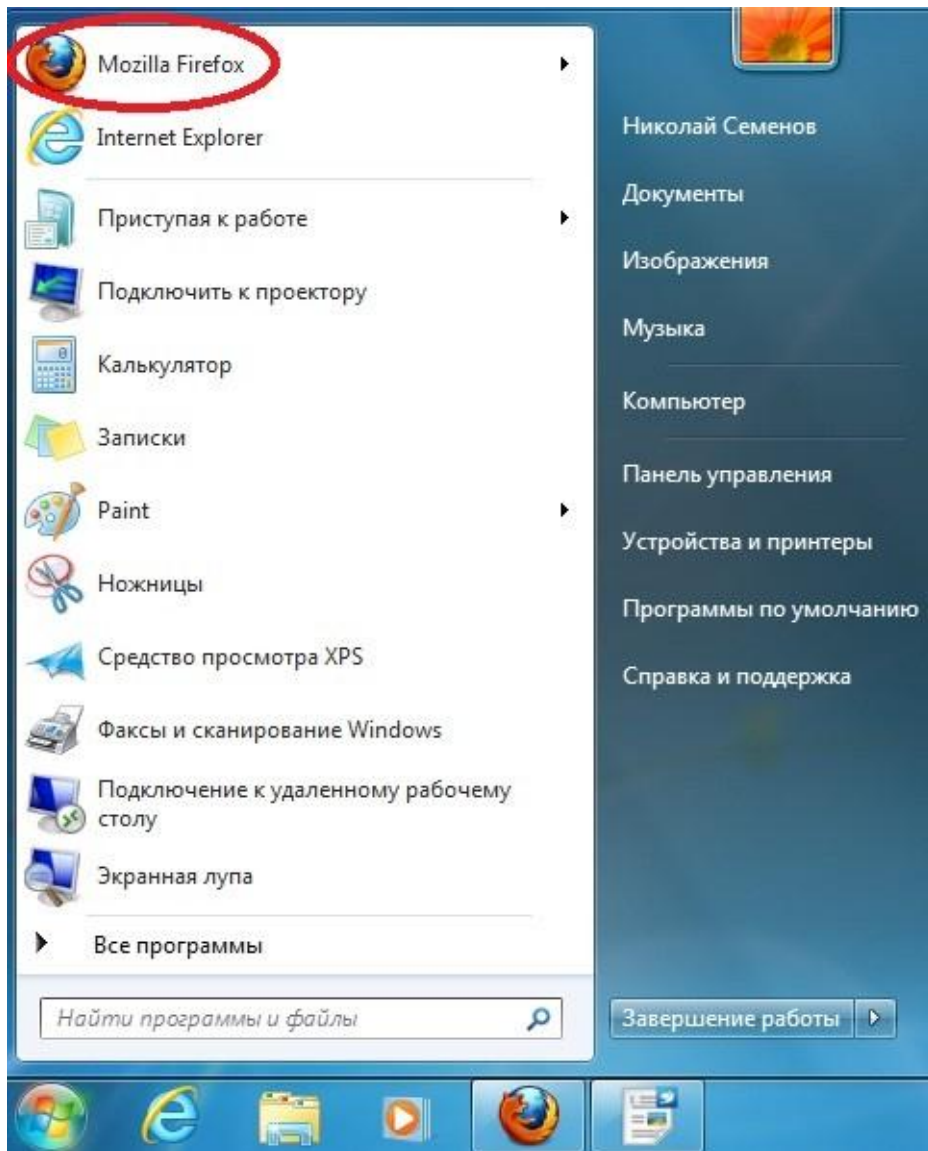 Mozilla Firefox
Internet Explorer
Приступая к работе
Подключить к проектору
Калькулятор
Записки
Paint
Ножницы
Средство просмотра XPS
Факсы и сканирование Windows
Подключение к удаленному рабочему
столу
Экранная лупа
Все программы
Найти программы и файлы
Николай Семенов
Документы
Изображения
Музыка
Компьютер
Панель управления
Устройства и принтеры
Программы по умолчанию
Справка и поддержка
Завершение работы